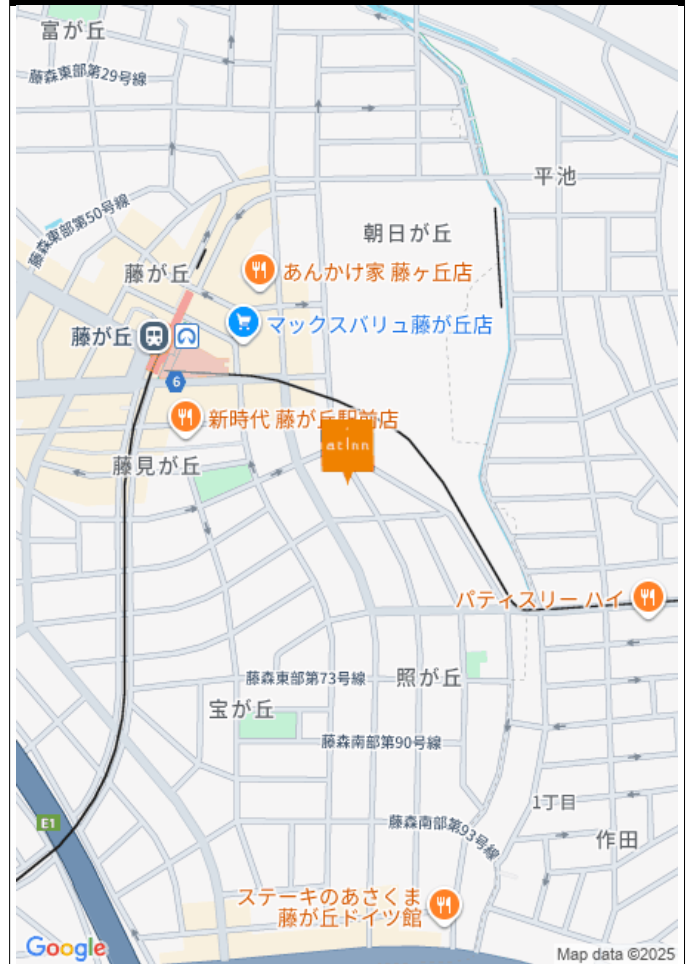 富が丘
藤森東部第29号線
平池
藤森東部第50号線
朝日が丘
藤が丘
あんかけ家 藤ヶ丘店
マックスバリュ藤が丘店
藤が丘
6
新時代 藤が丘駅前店
at Inn
藤見が丘
パティスリー ハイ
藤森東部第73号線
照が丘
宝が丘
藤森南部第90号線
1丁目
E1
藤森南部第93号線
作田
ステーキのあさくま
藤が丘ドイツ館
Google
Map data ©2025